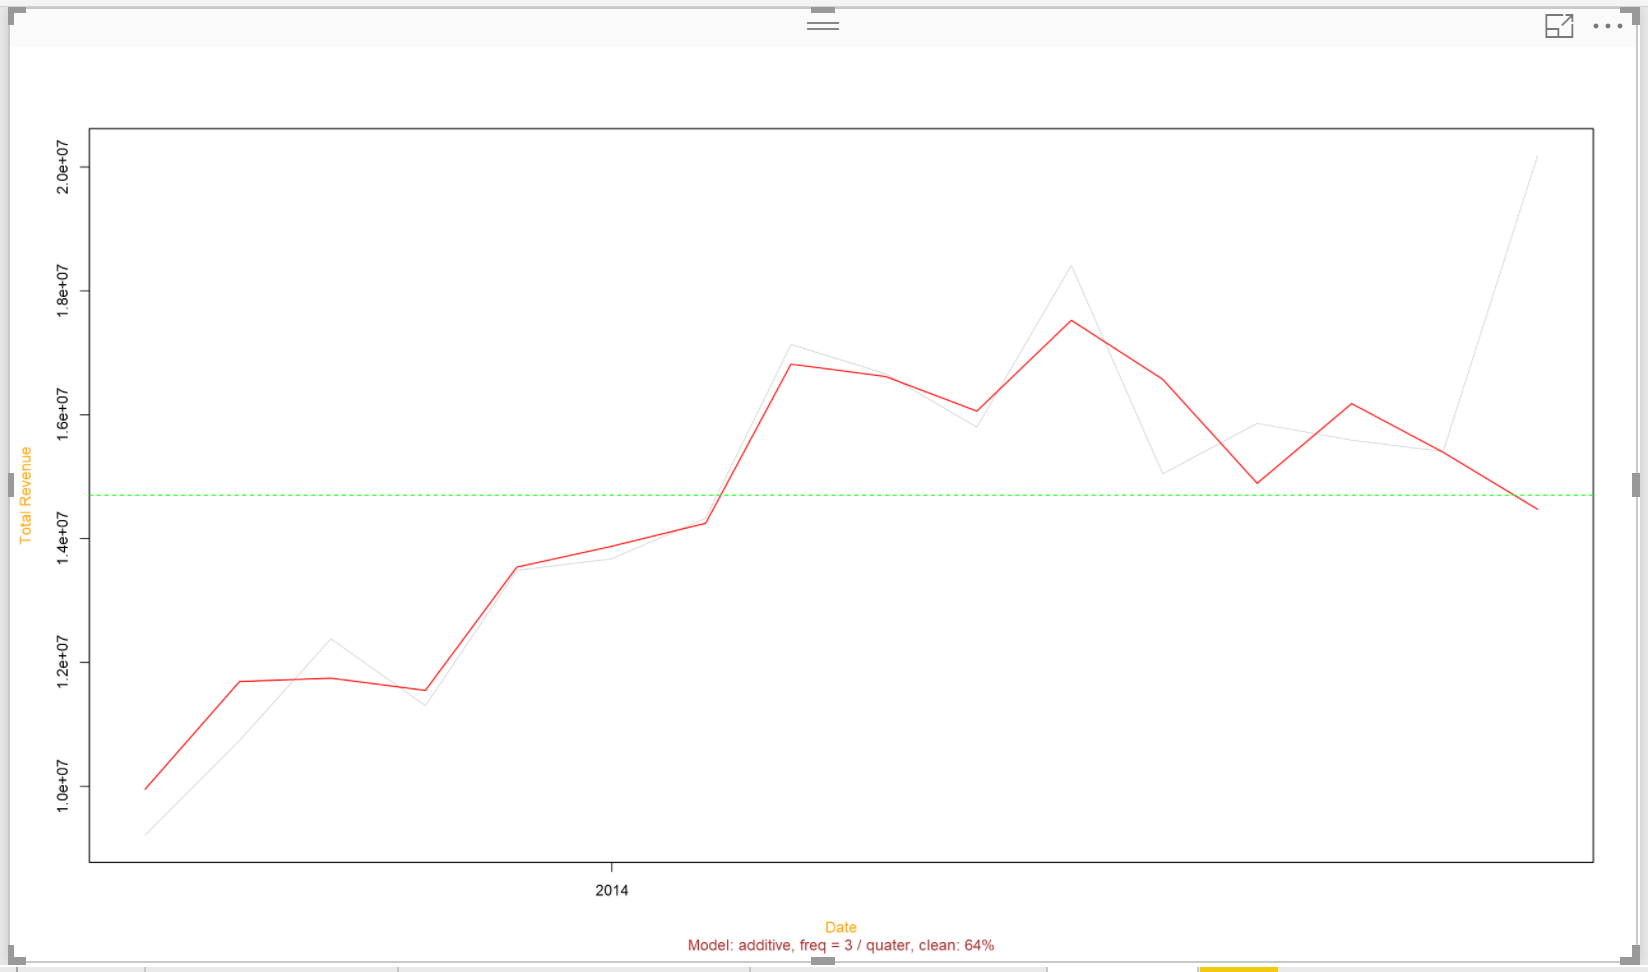 2.0e+07
1.8e+07
1.6e+07
1.4e+07
1.2e+07
1.0e+07
Total Revenue
2014
Date
Model: additive, freq = 3 / quater, clean: 64%